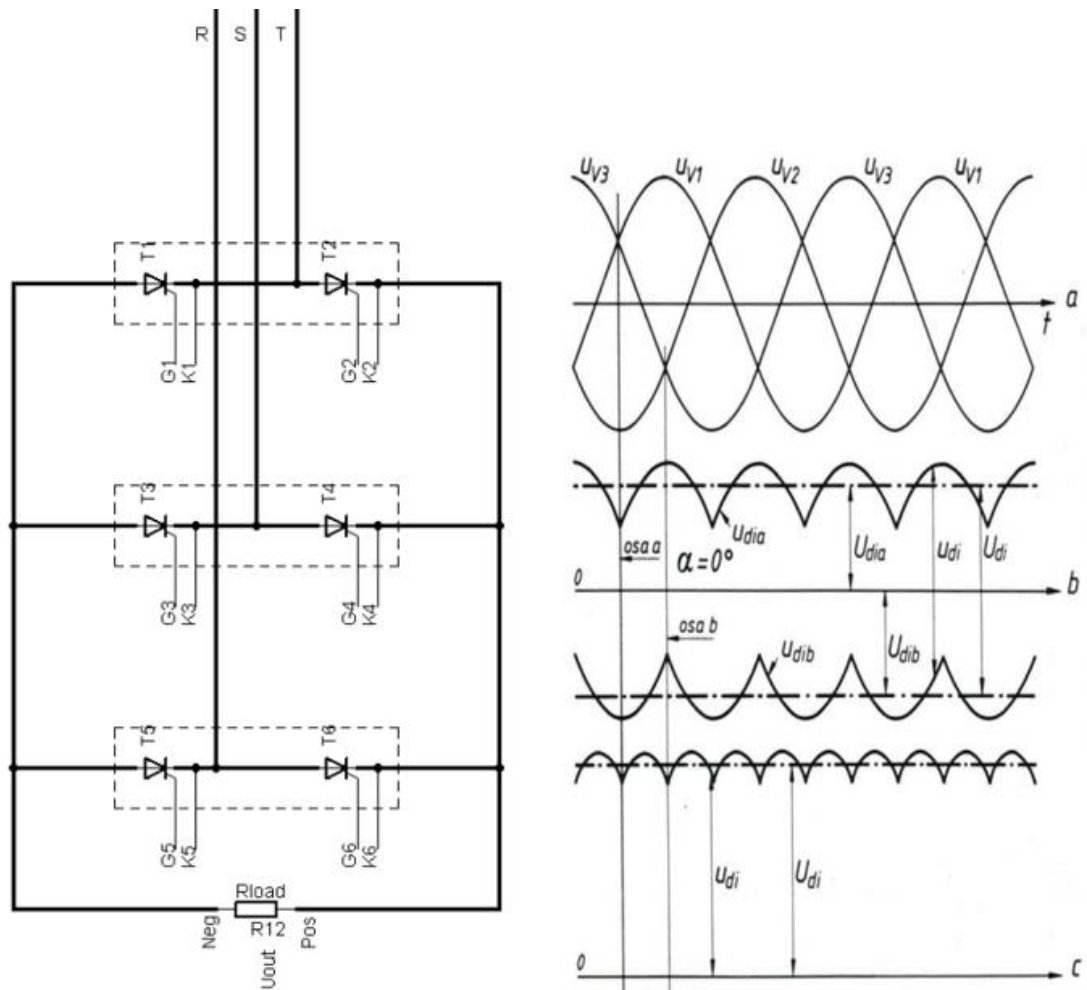 R S T
T1 T2
G1 K1 G2 K2
T3 T4
G3 K3 G4 K4
T5 T6
G5 K5 G6 K6
Rload
Neg R12 Pos
Uout
uV3 uV1 uV2 uV3 uV1
a
t
udia
osa a α=0° Udia udi Udi
0 b
osa b
udib Udib
udi Udi
0 c